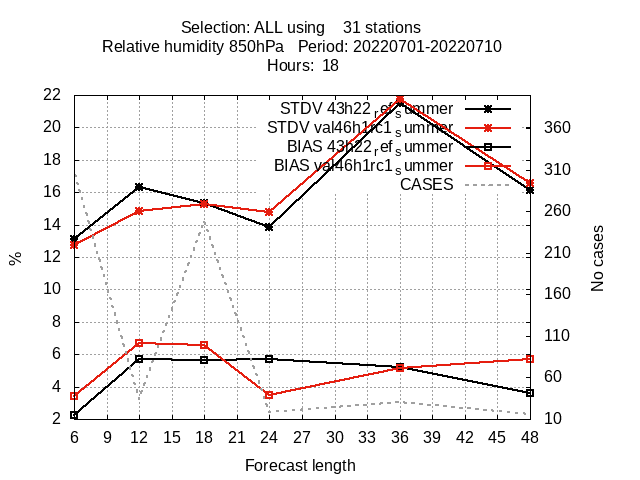 Selection: ALL using    31 stations
Relative humidity 850hPa   Period: 20220701-20220710
Hours:  18
STDV 43h22_ref_summer
STDV val46h1rc1_summer
BIAS 43h22_ref_summer
BIAS val46h1rc1_summer
CASES
22
20
18
16
14
12
10
8
6
4
2
%
360
310
260
210
160
110
60
10
No cases
6 9 12 15 18 21 24 27 30 33 36 39 42 45 48
Forecast length